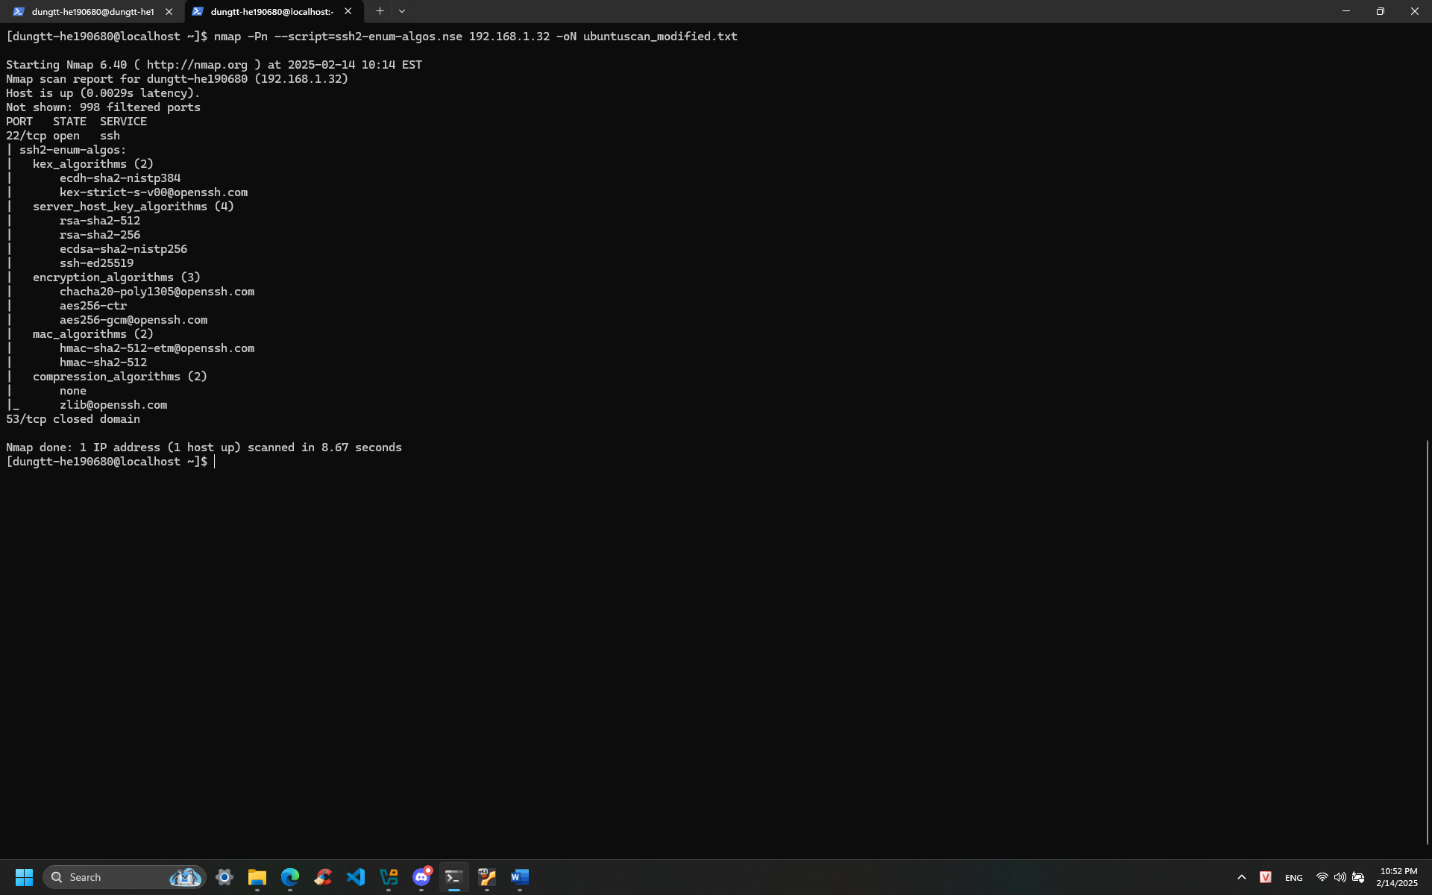 dungtt-he190680@dungtt-he1
dungtt-he190680@localhost:~
[dungtt-he190680@localhost ~]$ nmap -Pn --script=ssh2-enum-algos.nse 192.168.1.32 -oN ubuntuscan_modified.txt
Starting Nmap 6.40 ( http://nmap.org ) at 2025-02-14 10:14 EST
Nmap scan report for dungtt-he190680 (192.168.1.32)
Host is up (0.0029s latency).
Not shown: 998 filtered ports
PORT   STATE  SERVICE
22/tcp open   ssh
| ssh2-enum-algos:
|   kex_algorithms (2)
|       ecdh-sha2-nistp384
|       kex-strict-s-v00@openssh.com
|   server_host_key_algorithms (4)
|       rsa-sha2-512
|       rsa-sha2-256
|       ecdsa-sha2-nistp256
|       ssh-ed25519
|   encryption_algorithms (3)
|       chacha20-poly1305@openssh.com
|       aes256-ctr
|       aes256-gcm@openssh.com
|   mac_algorithms (2)
|       hmac-sha2-512-etm@openssh.com
|       hmac-sha2-512
|   compression_algorithms (2)
|       none
|_      zlib@openssh.com
53/tcp closed domain
Nmap done: 1 IP address (1 host up) scanned in 8.67 seconds
[dungtt-he190680@localhost ~]$
Search
V
ENG
10:52 PM
2/14/2025